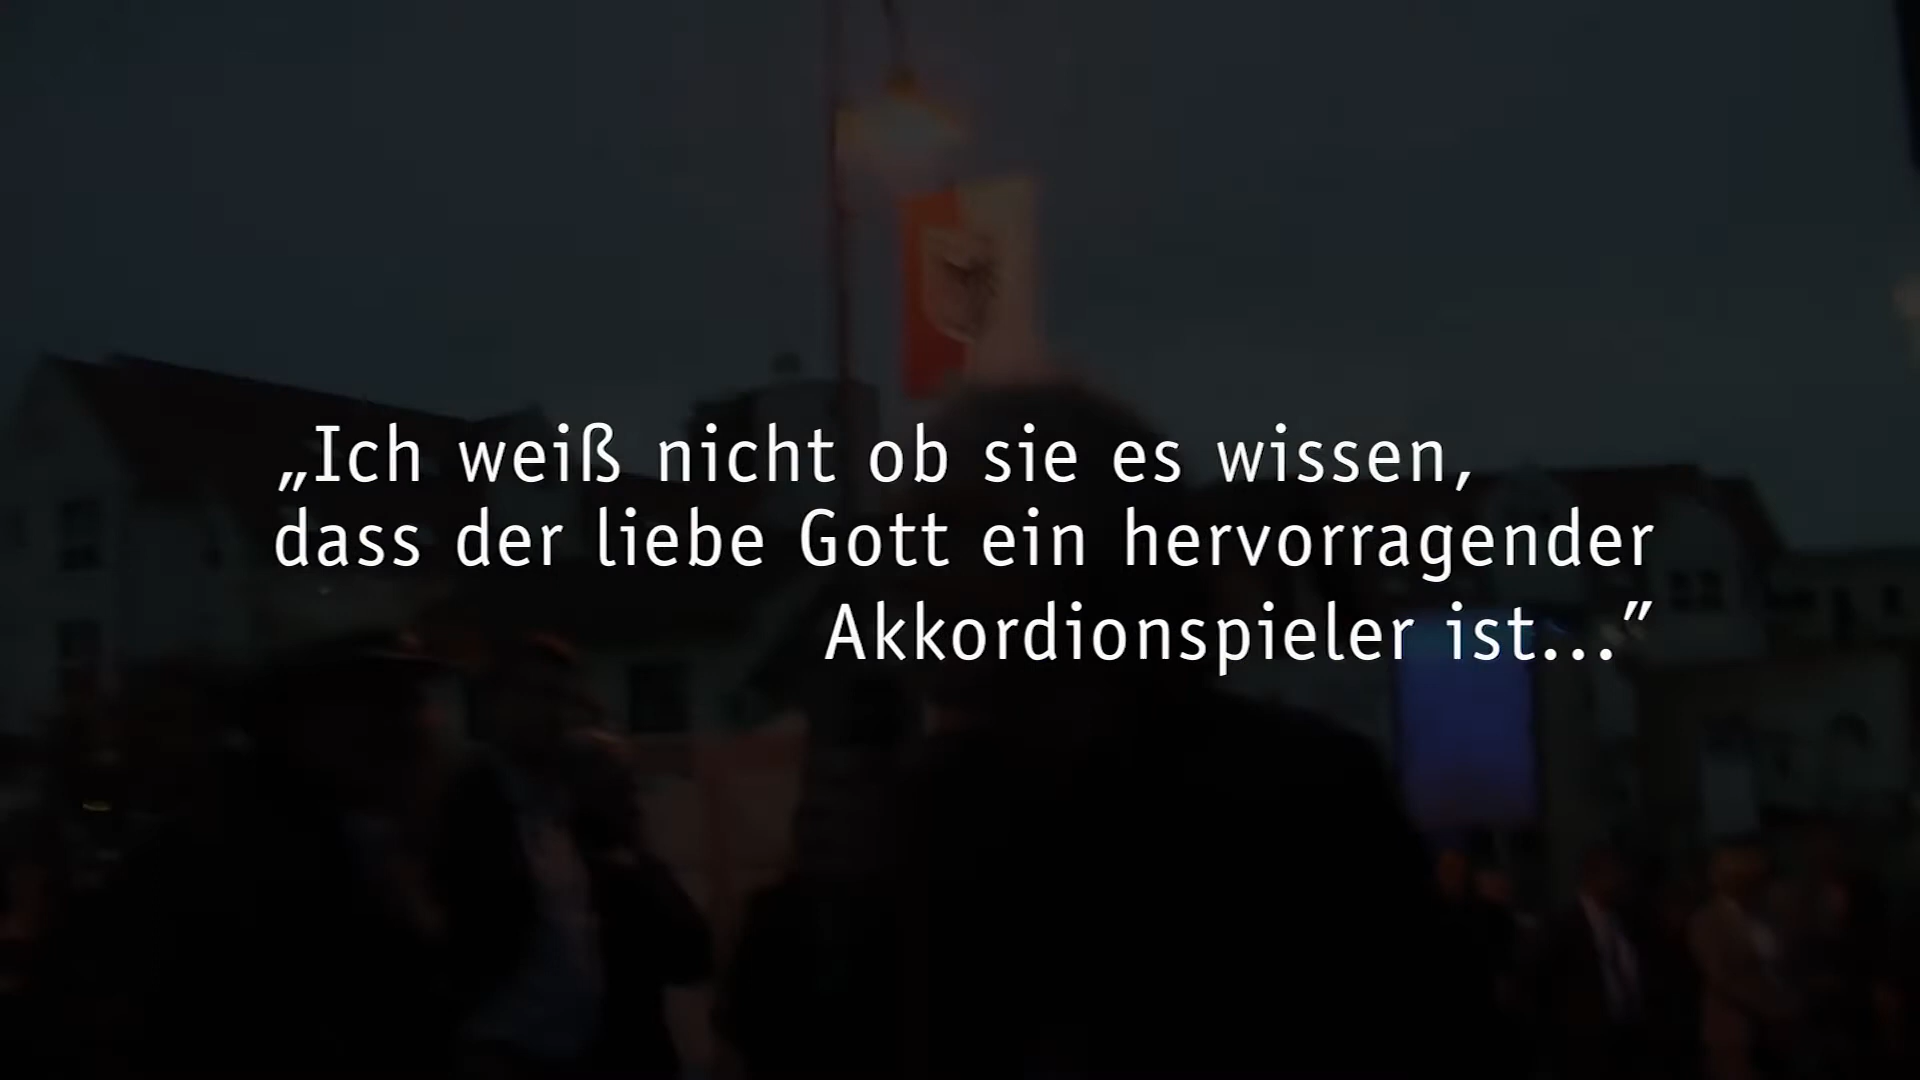 „Ich weiß nicht ob sie es wissen,
dass der liebe Gott ein hervorragender
Akkordionspieler ist...”